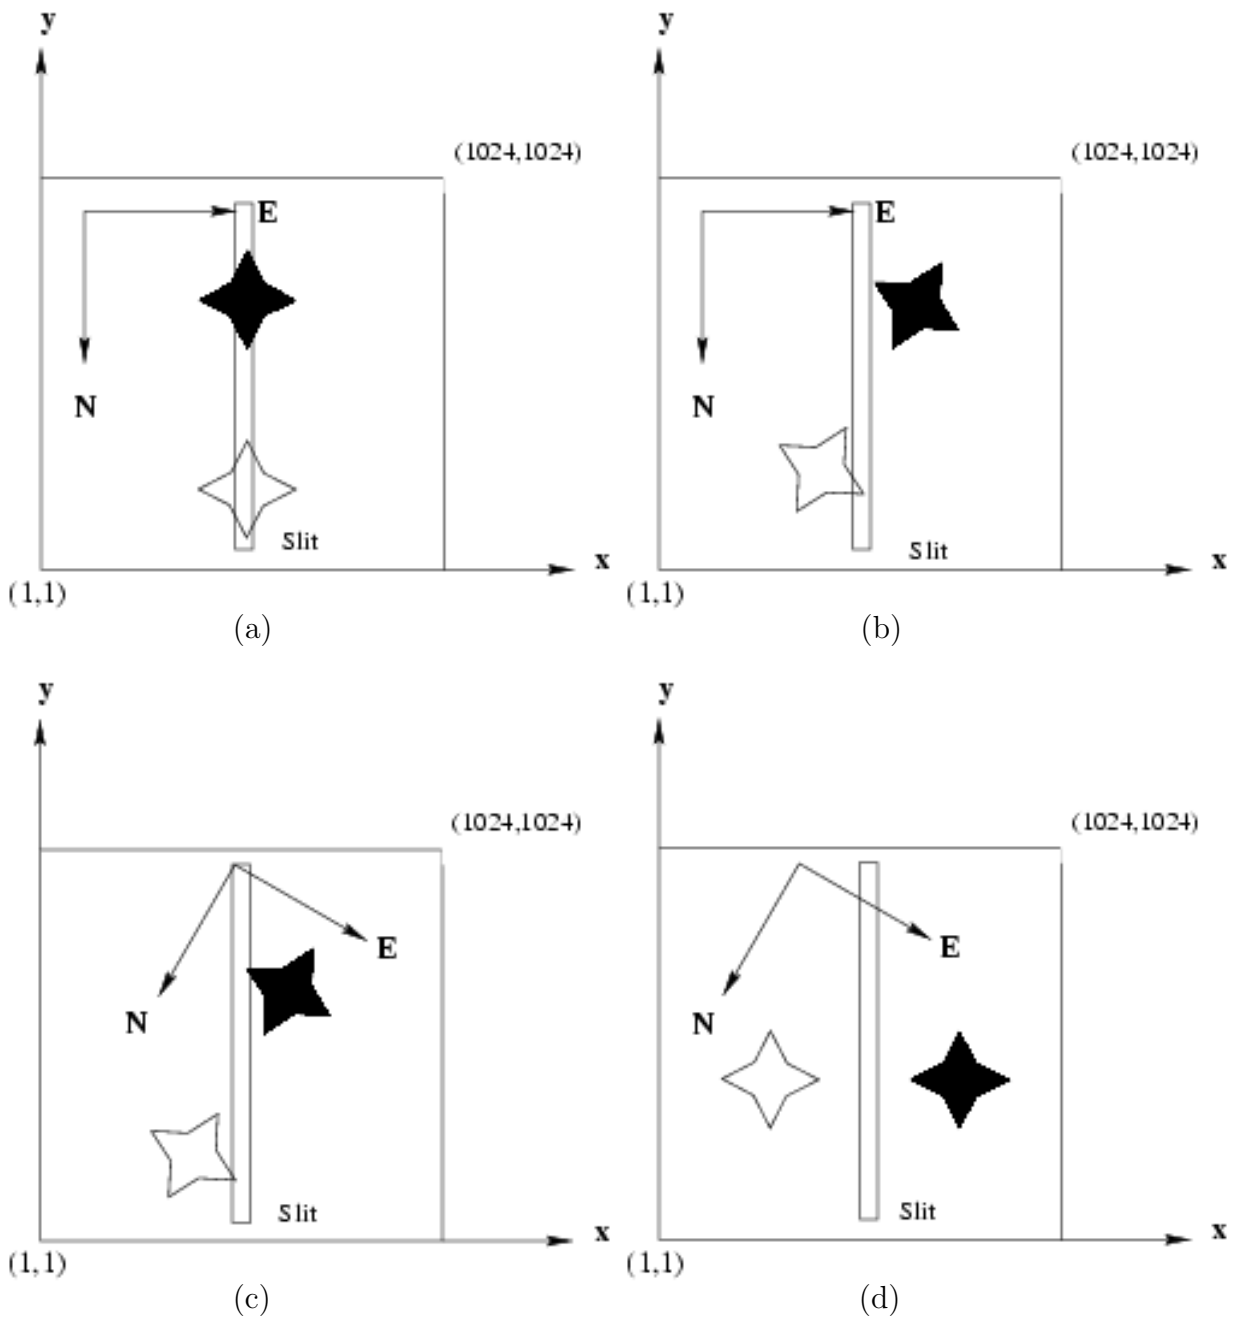 y
(1024,1024)
E
N
Slit
x
(1,1)
(a)
y
(1024,1024)
E
N
Slit
x
(1,1)
(b)
y
(1024,1024)
E
N
Slit
x
(1,1)
(c)
y
(1024,1024)
E
N
Slit
x
(1,1)
(d)